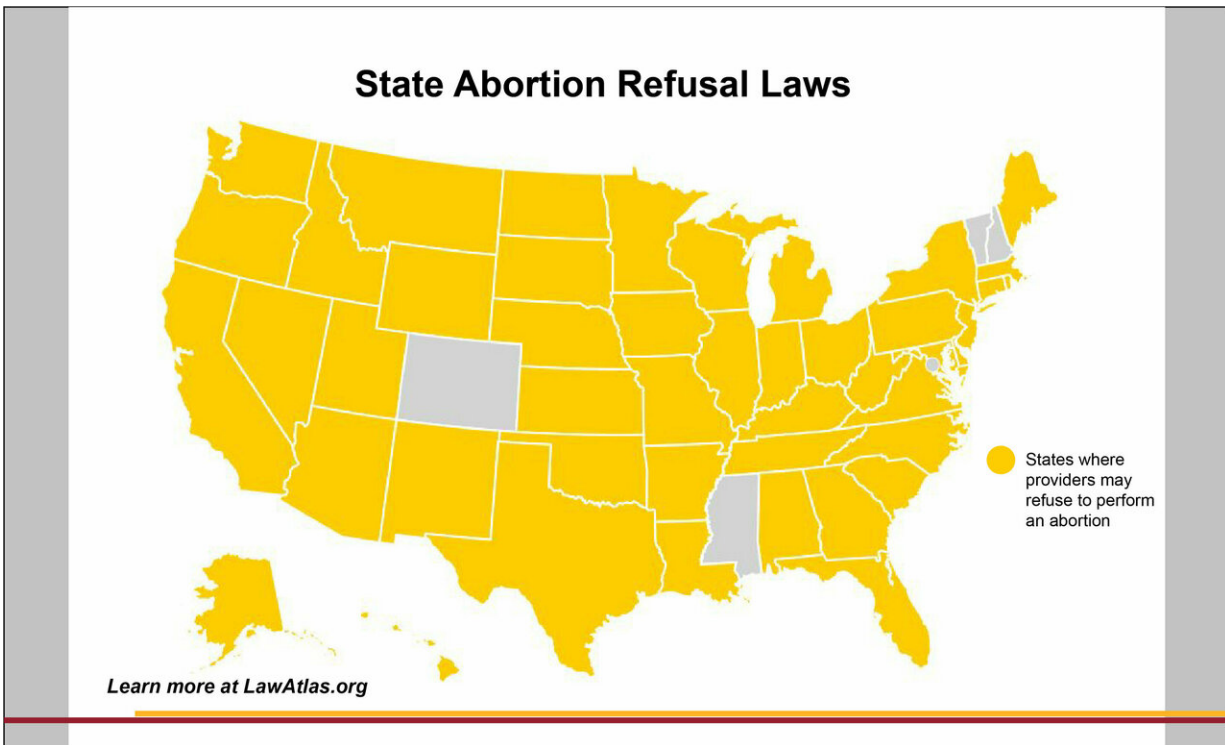 State Abortion Refusal Laws
States where
providers may
refuse to perform
an abortion
Learn more at LawAtlas.org